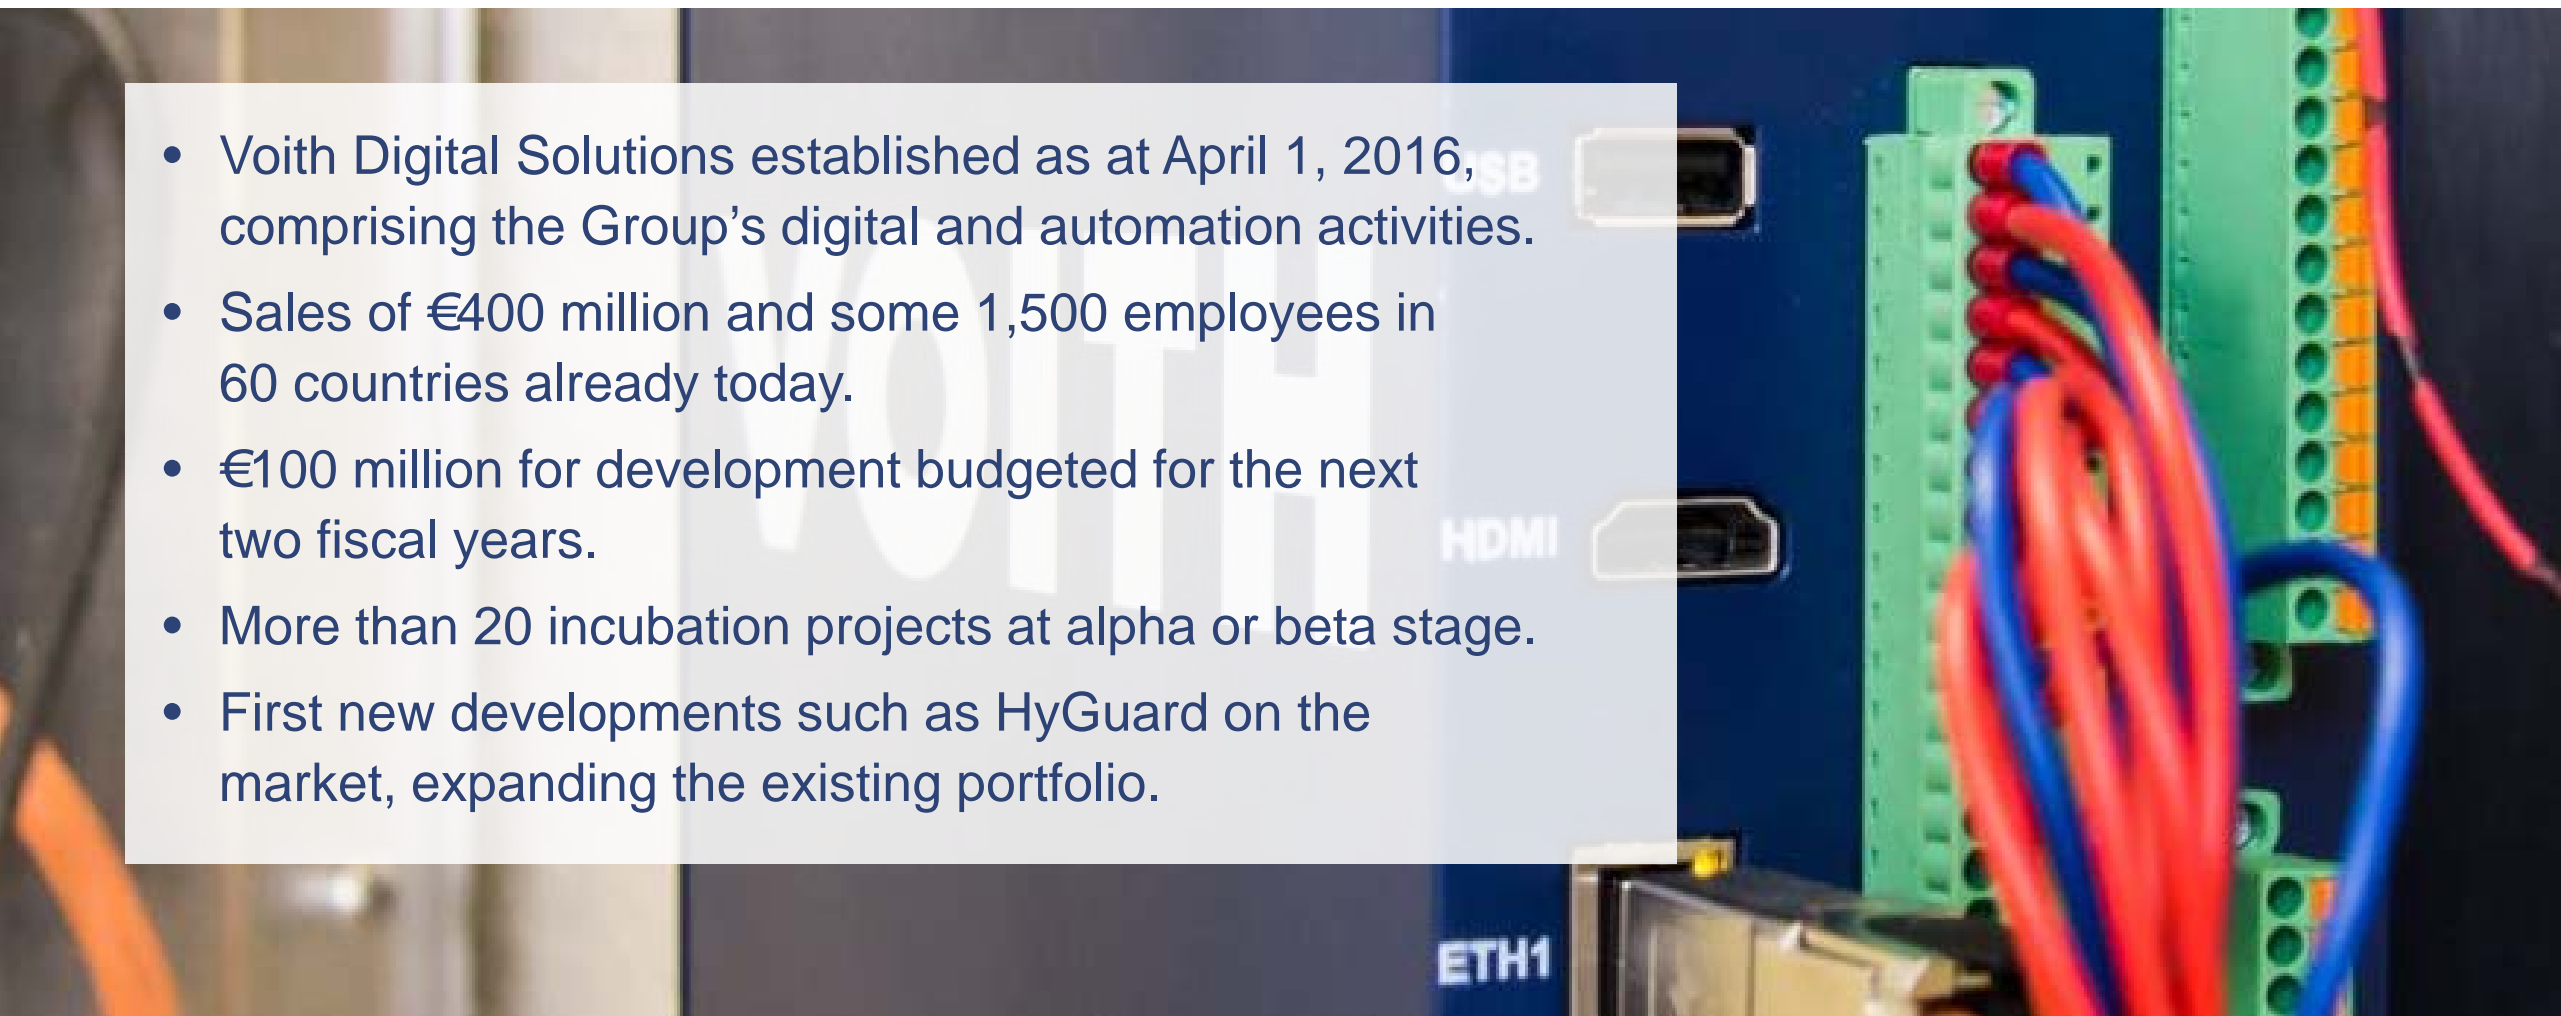 • Voith Digital Solutions established as at April 1, 2016,
comprising the Group’s digital and automation activities.
• Sales of €400 million and some 1,500 employees in
60 countries already today.
• €100 million for development budgeted for the next
two fiscal years.
• More than 20 incubation projects at alpha or beta stage.
• First new developments such as HyGuard on the
market, expanding the existing portfolio.
VOITH
USB
HDMI
ETH1